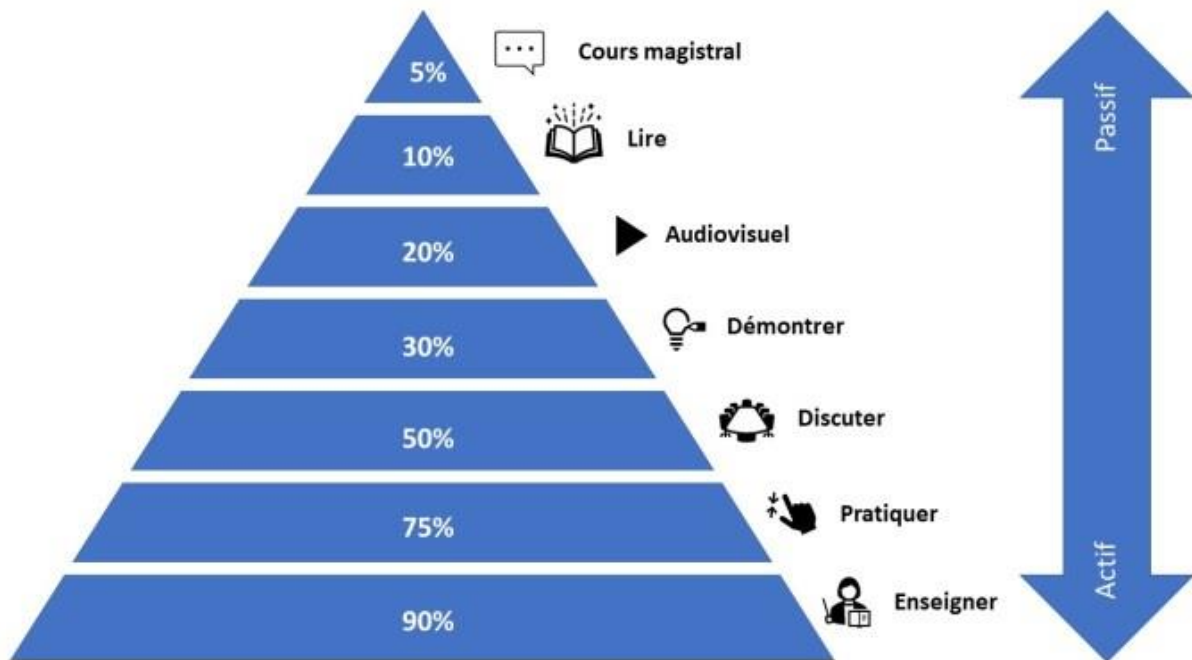 5% Cours magistral
10% Lire
20% Audiovisuel
30% Démontrer
50% Discuter
75% Pratiquer
90% Enseigner
Passif
Actif